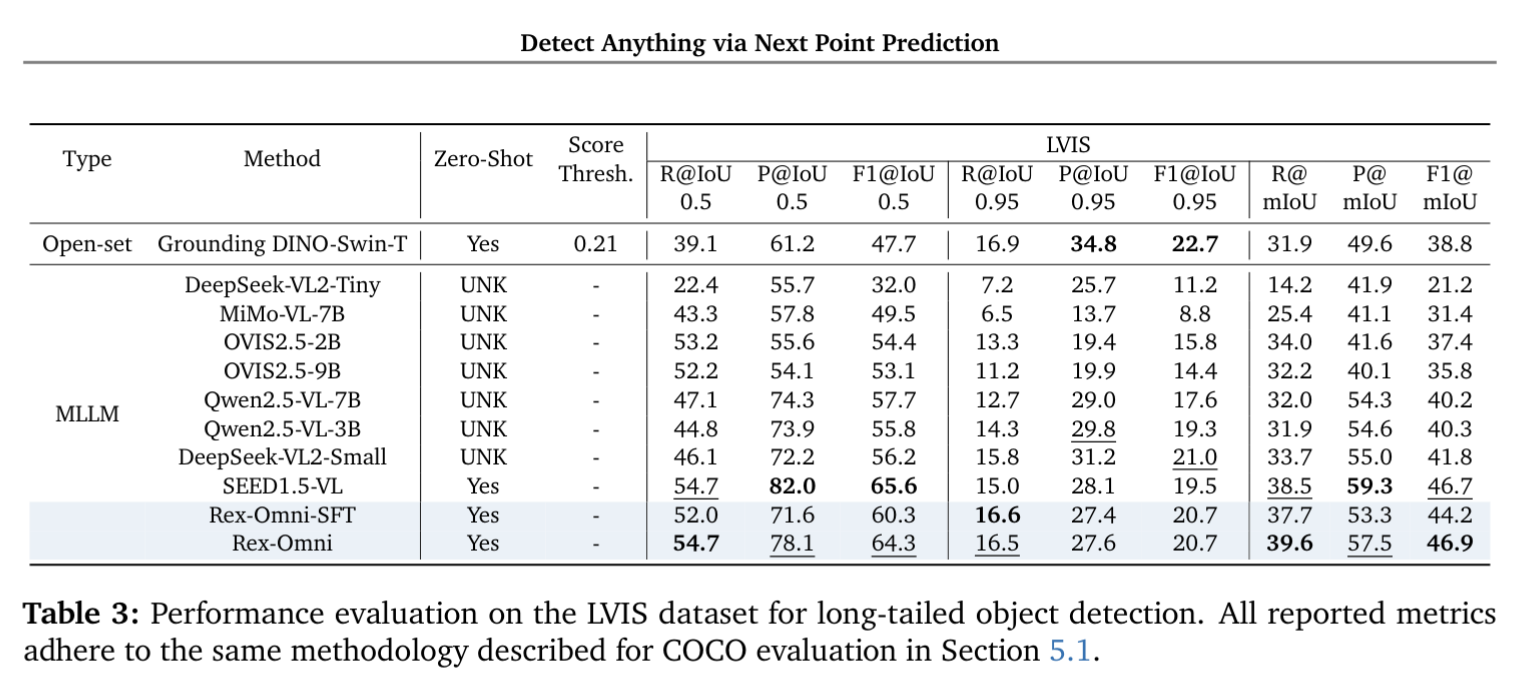 Detect Anything via Next Point Prediction
Type Method Zero-Shot Score Thresh. LVIS
R@IoU 0.5 P@IoU 0.5 F1@IoU 0.5 R@IoU 0.95 P@IoU 0.95 F1@IoU 0.95 R@ mIoU P@ mIoU F1@ mIoU
Open-set Grounding DINO-Swin-T Yes 0.21 39.1 61.2 47.7 16.9 34.8 22.7 31.9 49.6 38.8
MLLM
DeepSeek-VL2-Tiny UNK - 22.4 55.7 32.0 7.2 25.7 11.2 14.2 41.9 21.2
MiMo-VL-7B UNK - 43.3 57.8 49.5 6.5 13.7 8.8 25.4 41.1 31.4
OVIS2.5-2B UNK - 53.2 55.6 54.4 13.3 19.4 15.8 34.0 41.6 37.4
OVIS2.5-9B UNK - 52.2 54.1 53.1 11.2 19.9 14.4 32.2 40.1 35.8
Qwen2.5-VL-7B UNK - 47.1 74.3 57.7 12.7 29.0 17.6 32.0 54.3 40.2
Qwen2.5-VL-3B UNK - 44.8 73.9 55.8 14.3 29.8 19.3 31.9 54.6 40.3
DeepSeek-VL2-Small UNK - 46.1 72.2 56.2 15.8 31.2 21.0 33.7 55.0 41.8
SEED1.5-VL Yes - 54.7 82.0 65.6 15.0 28.1 19.5 38.5 59.3 46.7
Rex-Omni-SFT Yes - 52.0 71.6 60.3 16.6 27.4 20.7 37.7 53.3 44.2
Rex-Omni Yes - 54.7 78.1 64.3 16.5 27.6 20.7 39.6 57.5 46.9
Table 3: Performance evaluation on the LVIS dataset for long-tailed object detection. All reported metrics
adhere to the same methodology described for COCO evaluation in Section 5.1.